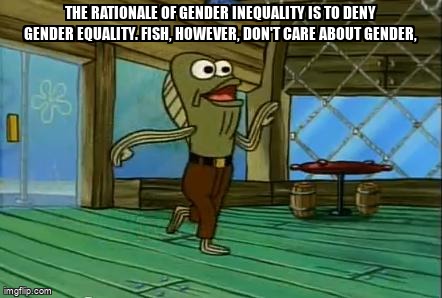 THE RATIONALE OF GENDER INEQUALITY IS TO DENY
GENDER EQUALITY. FISH, HOWEVER, DON'T CARE ABOUT GENDER,
imgflip.com